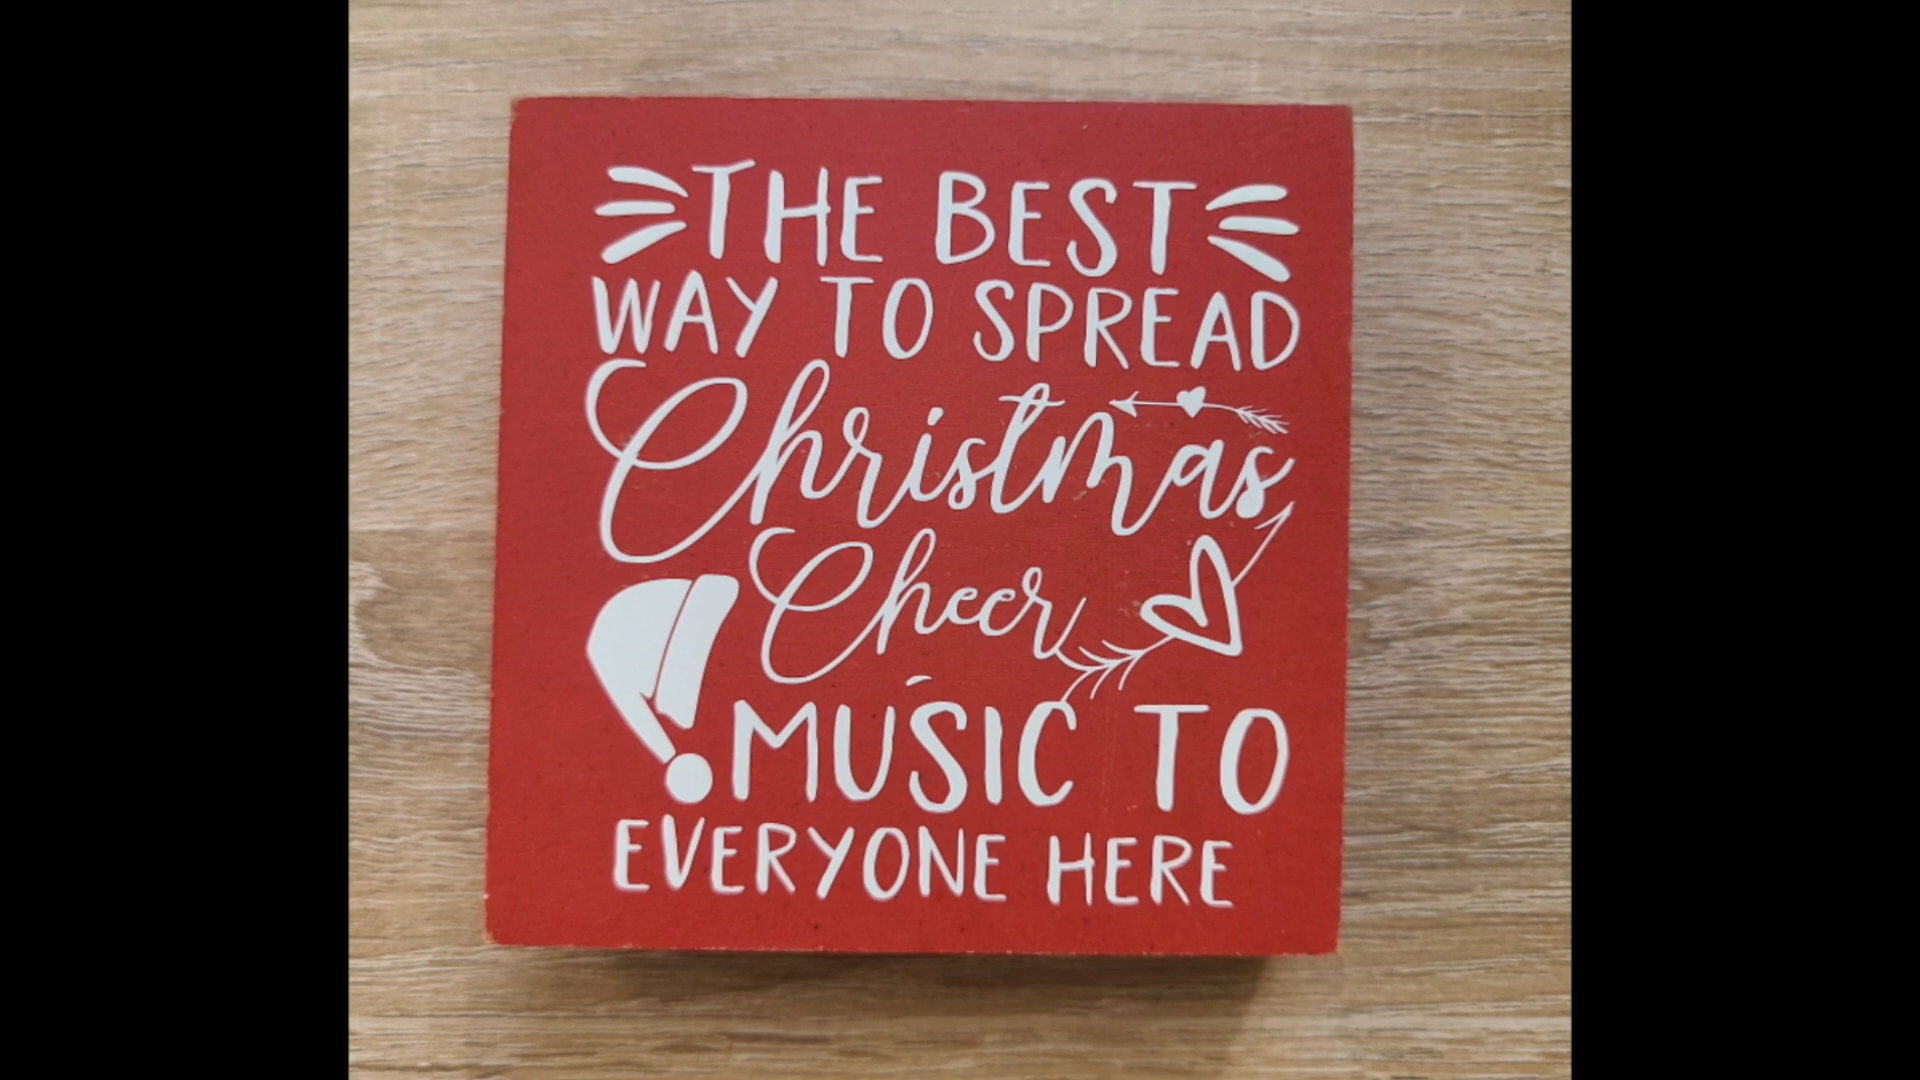 THE BEST
WAY TO SPREAD
Christmas
Cheer
MUSIC TO
EVERYONE HERE